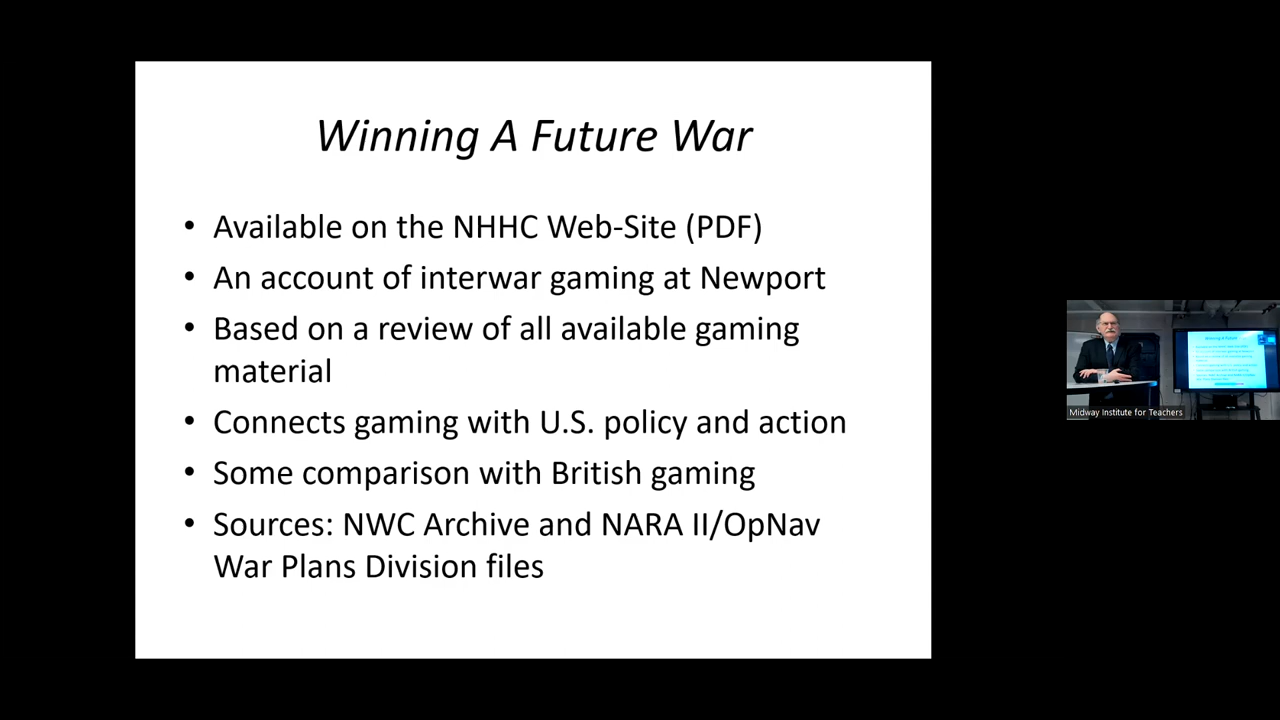 Winning A Future War
• Available on the NHHC Web-Site (PDF)
• An account of interwar gaming at Newport
• Based on a review of all available gaming
material
• Connects gaming with U.S. policy and action
• Some comparison with British gaming
• Sources: NWC Archive and NARA II/OpNav
War Plans Division files
Winning A Future
Midway Institute for Teachers